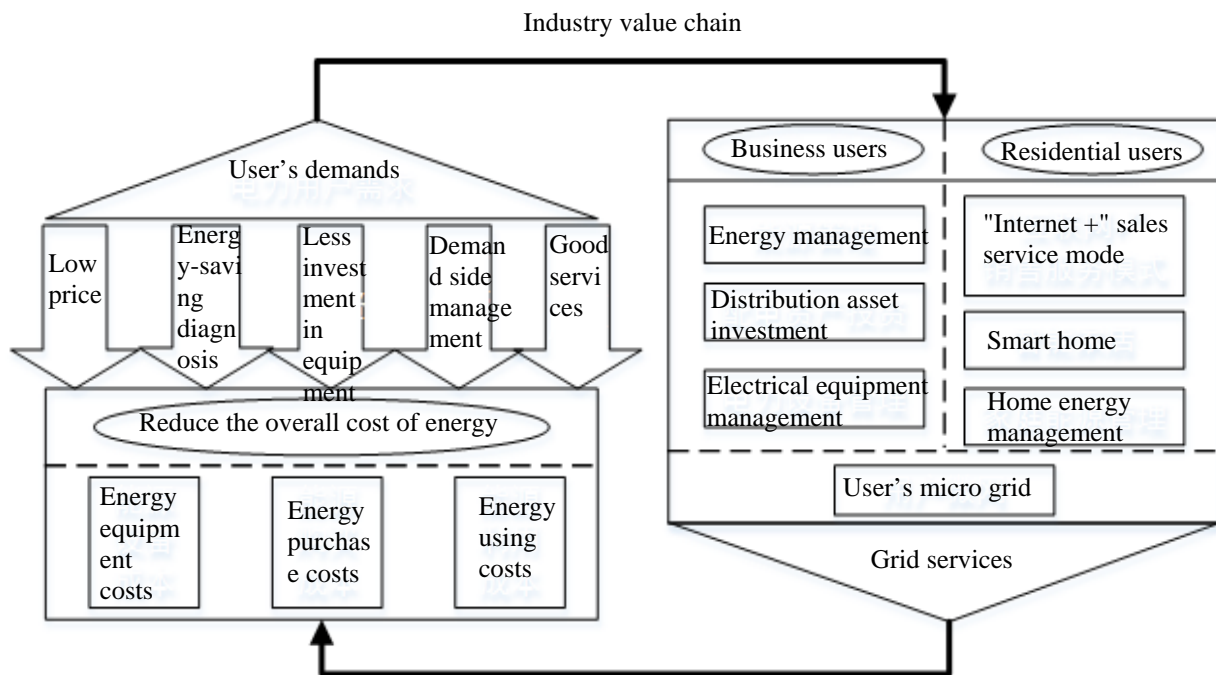 Industry value chain
User's demands
Low
price
Energ
y-savi
ng
diagn
osis
Less
invest
ment
in
equip
ment
Deman
d side
manage
ment
Good
servi
ces
Reduce the overall cost of energy
Energy
equipm
ent
costs
Energy
purchas
e costs
Energy
using
costs
Business users
Residential users
Energy management
Distribution asset
investment
Electrical equipment
management
"Internet +" sales
service mode
Smart home
Home energy
management
User's micro grid
Grid services